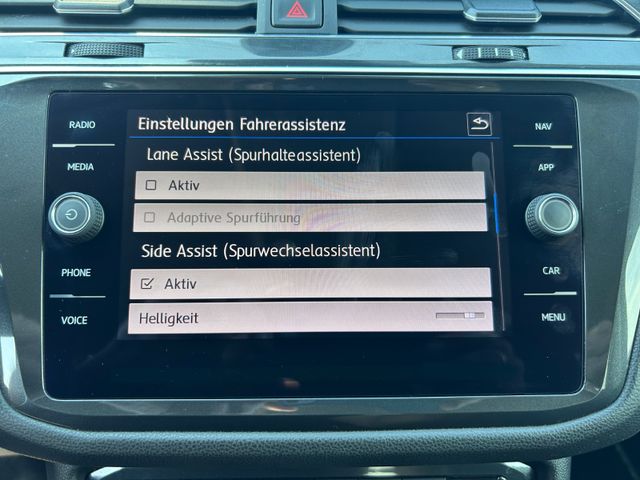 Einstellungen Fahrerassistenz
RADIO
NAV
Lane Assist (Spurhalteassistent)
MEDIA
APP
Aktiv
Adaptive Spurführung
Side Assist (Spurwechselassistent)
PHONE
CAR
Aktiv
VOICE
Helligkeit
MENU